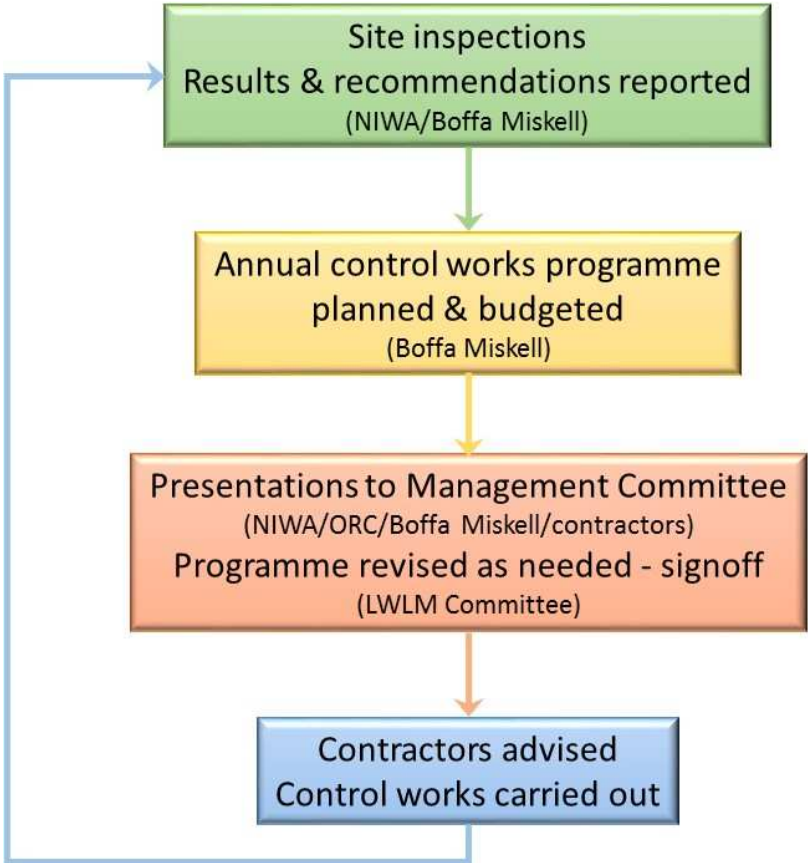 Site inspections
Results & recommendations reported
(NIWA/Boffa Miskell)
Annual control works programme
planned & budgeted
(Boffa Miskell)
Presentations to Management Committee
(NIWA/ORC/Boffa Miskell/contractors)
Programme revised as needed - signoff
(LWLM Committee)
Contractors advised
Control works carried out